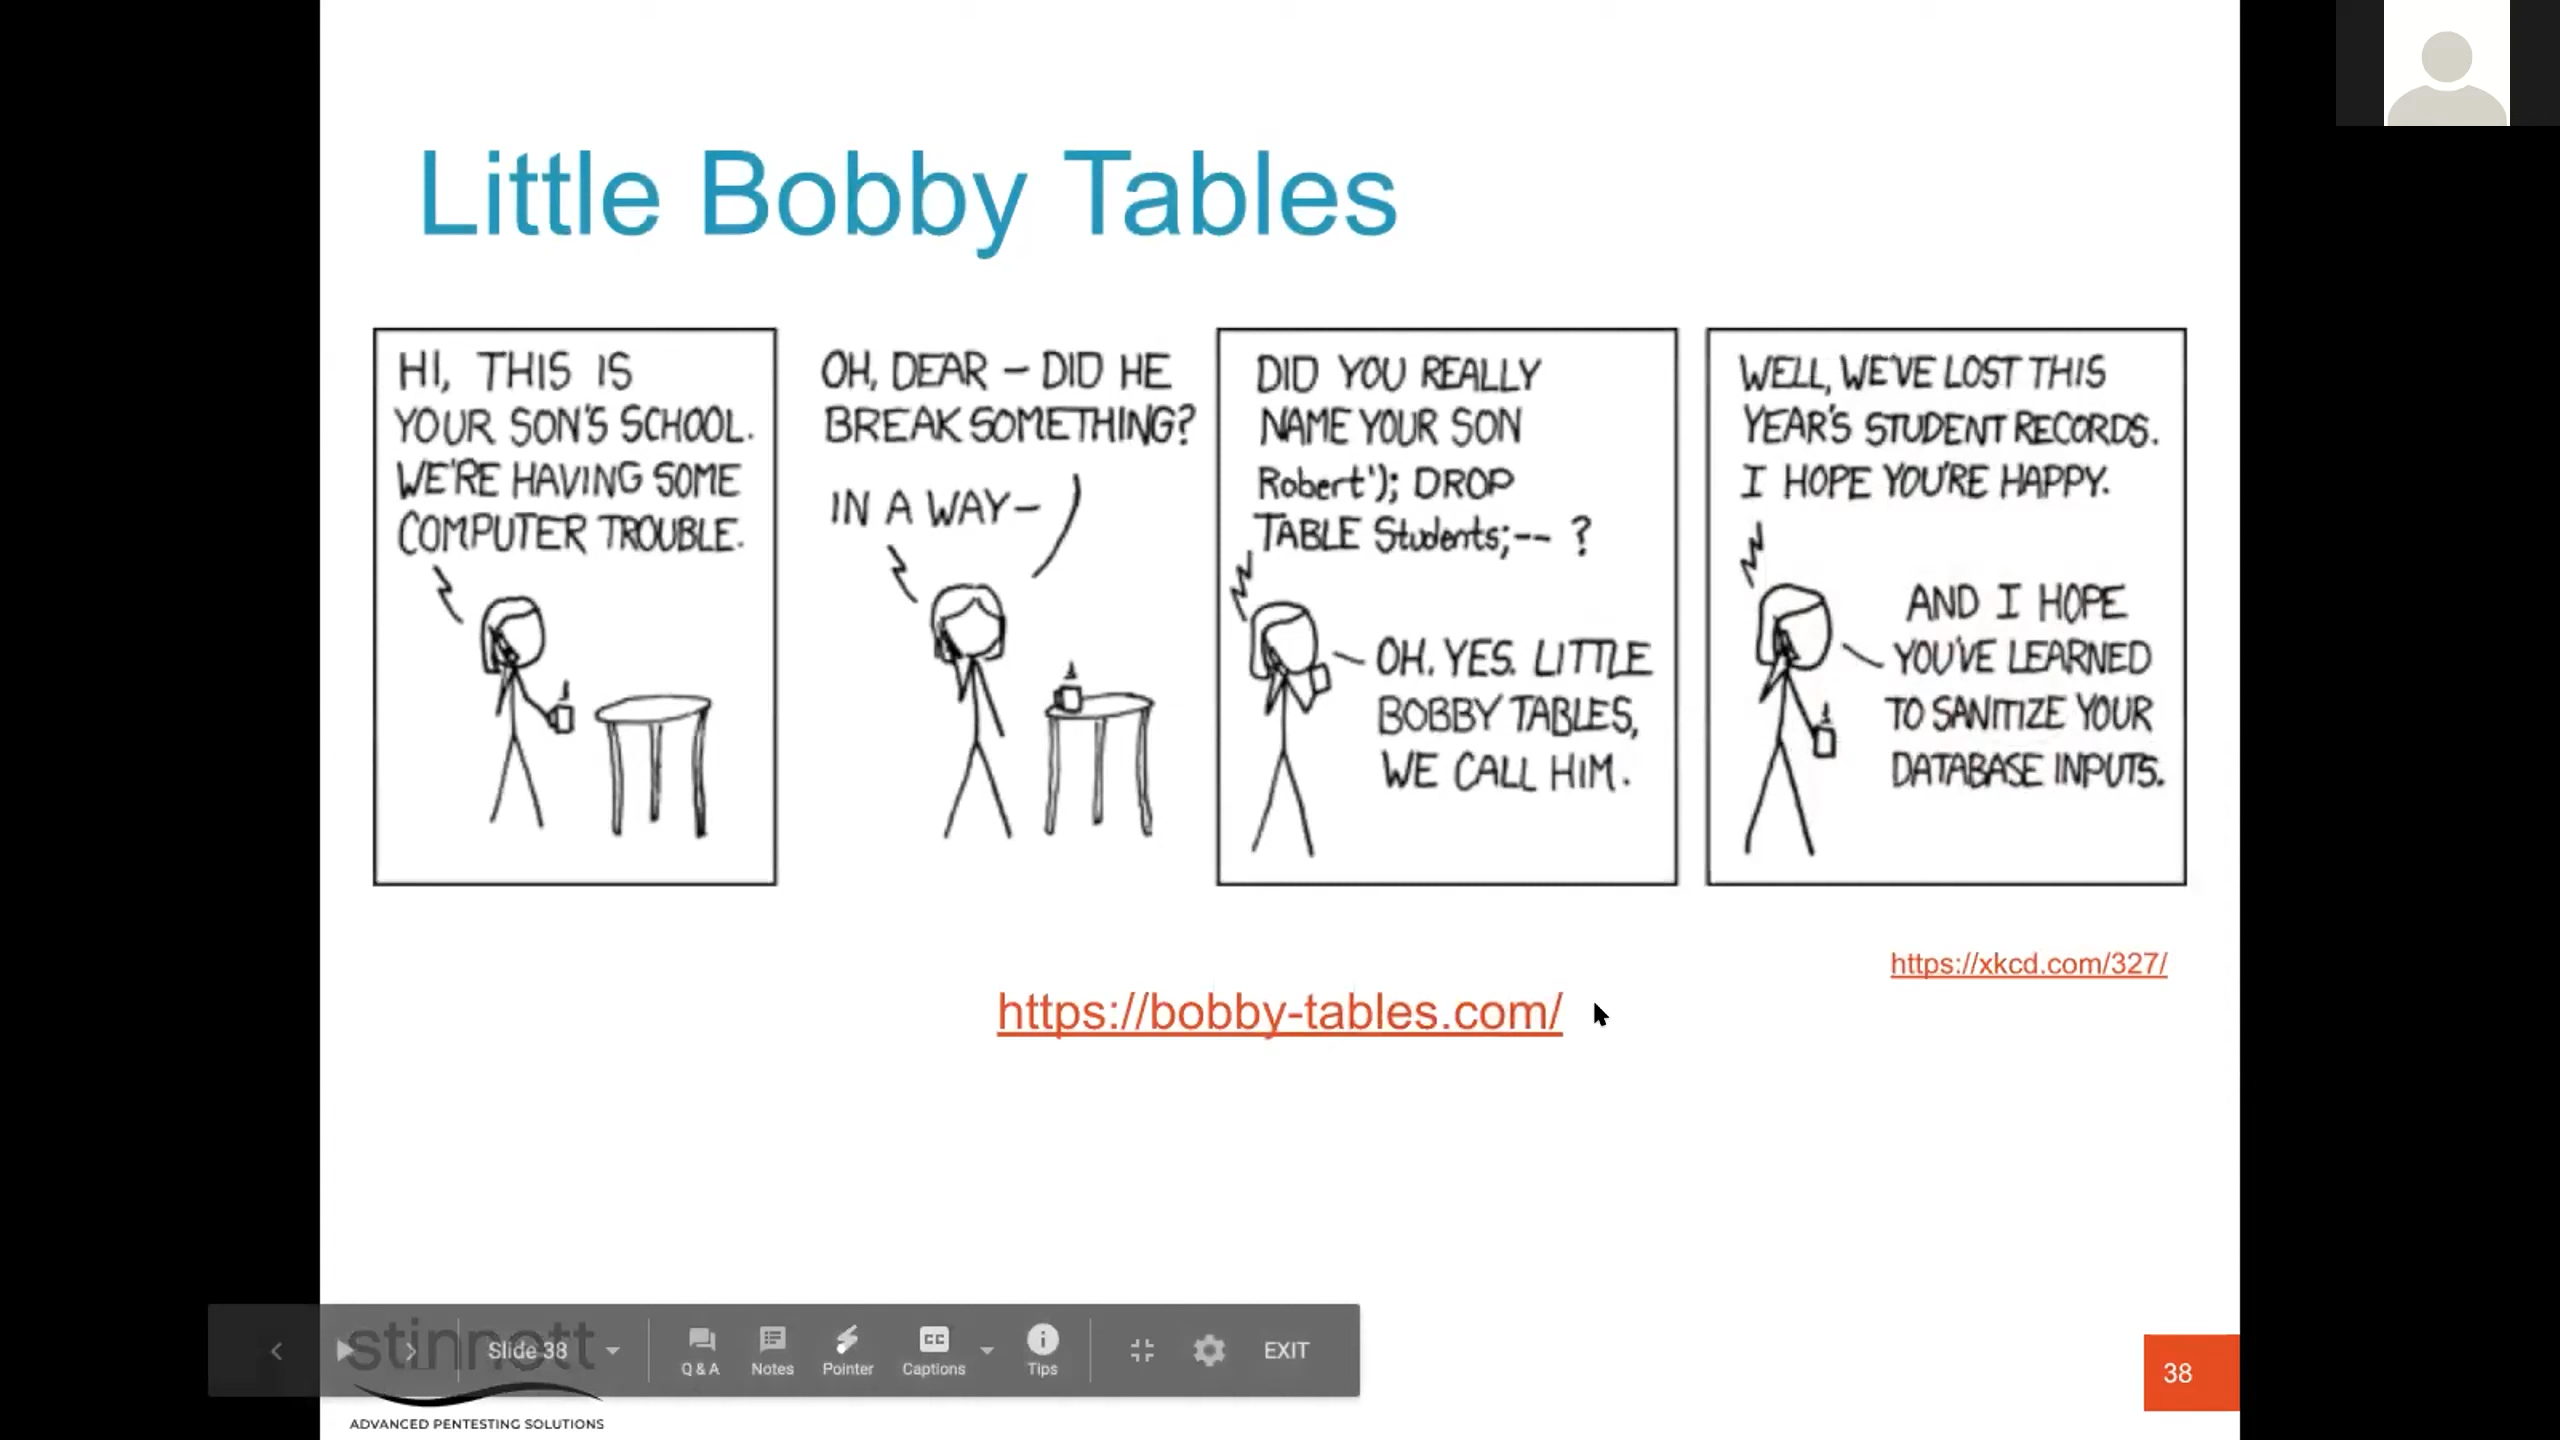 Little Bobby Tables
HI, THIS IS
YOUR SON'S SCHOOL.
WE'RE HAVING SOME
COMPUTER TROUBLE.
OH, DEAR – DID HE
BREAK SOMETHING?
IN A WAY–
DID YOU REALLY
NAME YOUR SON
Robert'); DROP
TABLE Students;-- ?
OH. YES. LITTLE
BOBBY TABLES,
WE CALL HIM.
WELL, WE'VE LOST THIS
YEAR'S STUDENT RECORDS.
I HOPE YOU'RE HAPPY.
AND I HOPE
YOU'VE LEARNED
TO SANITIZE YOUR
DATABASE INPUTS.
https://xkcd.com/327/
https://bobby-tables.com/
stinnott
Slide 38
Q & A
Notes
CC
Pointer
Captions
Tips
EXIT
38
ADVANCED PENTESTING SOLUTIONS